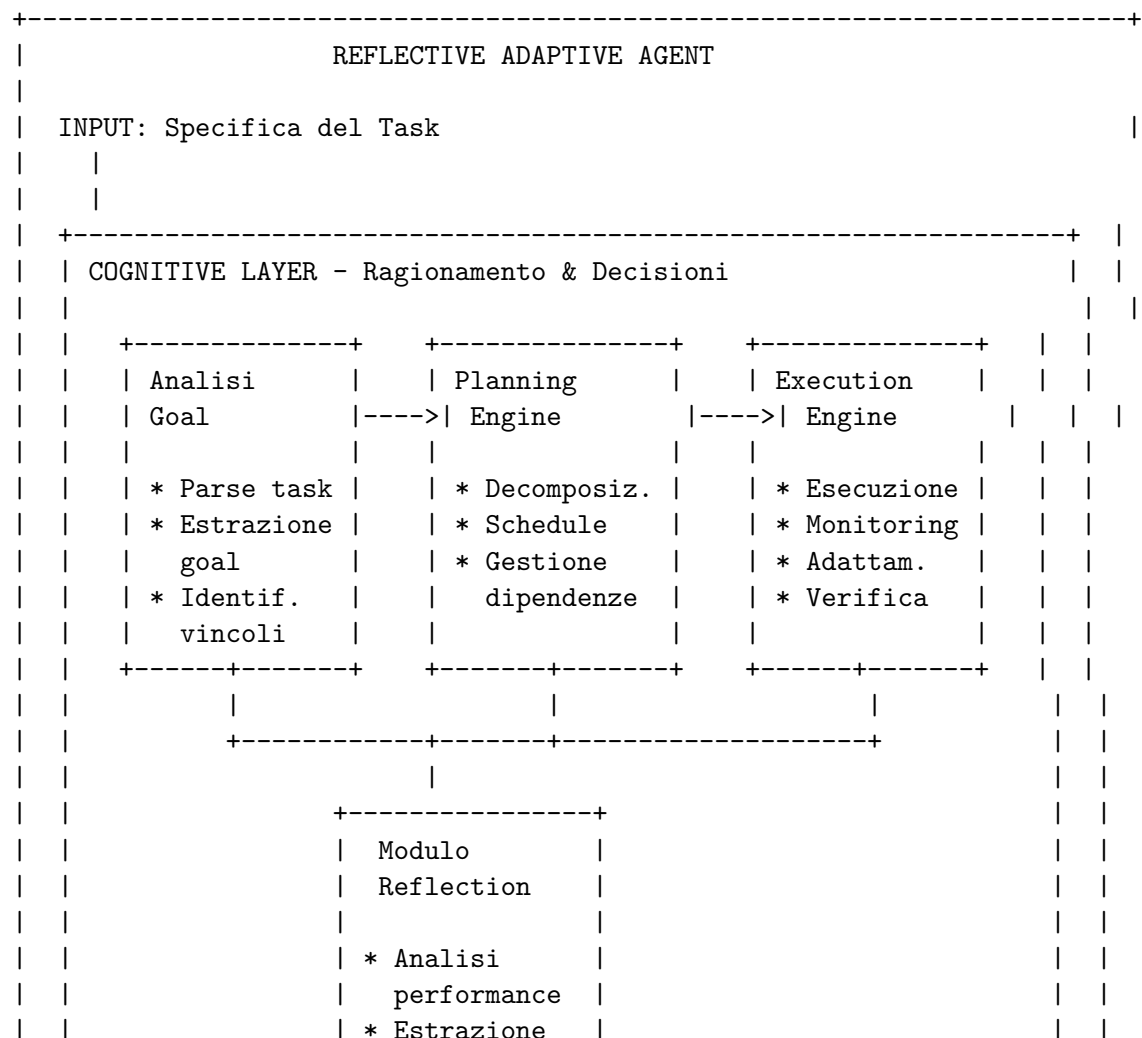 +------------------------------------------------------------------------+
|                    REFLECTIVE ADAPTIVE AGENT
|
|  INPUT: Specifica del Task                                             |
|    |
|    |
|  +-----------------------------------------------------------------+  |
|  | COGNITIVE LAYER - Ragionamento & Decisioni                      |  |
|  |                                                                  |  |
|  |   +--------------+    +---------------+    +--------------+   |  |
|  |   | Analisi      |    | Planning      |    | Execution    |   |  |
|  |   | Goal         |---->| Engine        |---->| Engine       |   |  |
|  |   |              |    |               |    |              |   |  |
|  |   | * Parse task |    | * Decomposiz. |    | * Esecuzione |   |  |
|  |   | * Estrazione |    | * Schedule    |    | * Monitoring |   |  |
|  |   |   goal       |    | * Gestione    |    | * Adattam.   |   |  |
|  |   | * Identif.   |    |   dipendenze  |    | * Verifica   |   |  |
|  |   |   vincoli    |    |               |    |              |   |  |
|  |   +------+-------+    +-------+-------+    +------+-------+   |  |
|  |          |                    |                    |           |  |
|  |          +------------+-------+--------------------+           |  |
|  |                       |                                        |  |
|  |                 +----------------+                             |  |
|  |                 |  Modulo        |                             |  |
|  |                 |  Reflection    |                             |  |
|  |                 |                |                             |  |
|  |                 | * Analisi      |                             |  |
|  |                 |   performance  |                             |  |
|  |                 | * Estrazione   |                             |  |